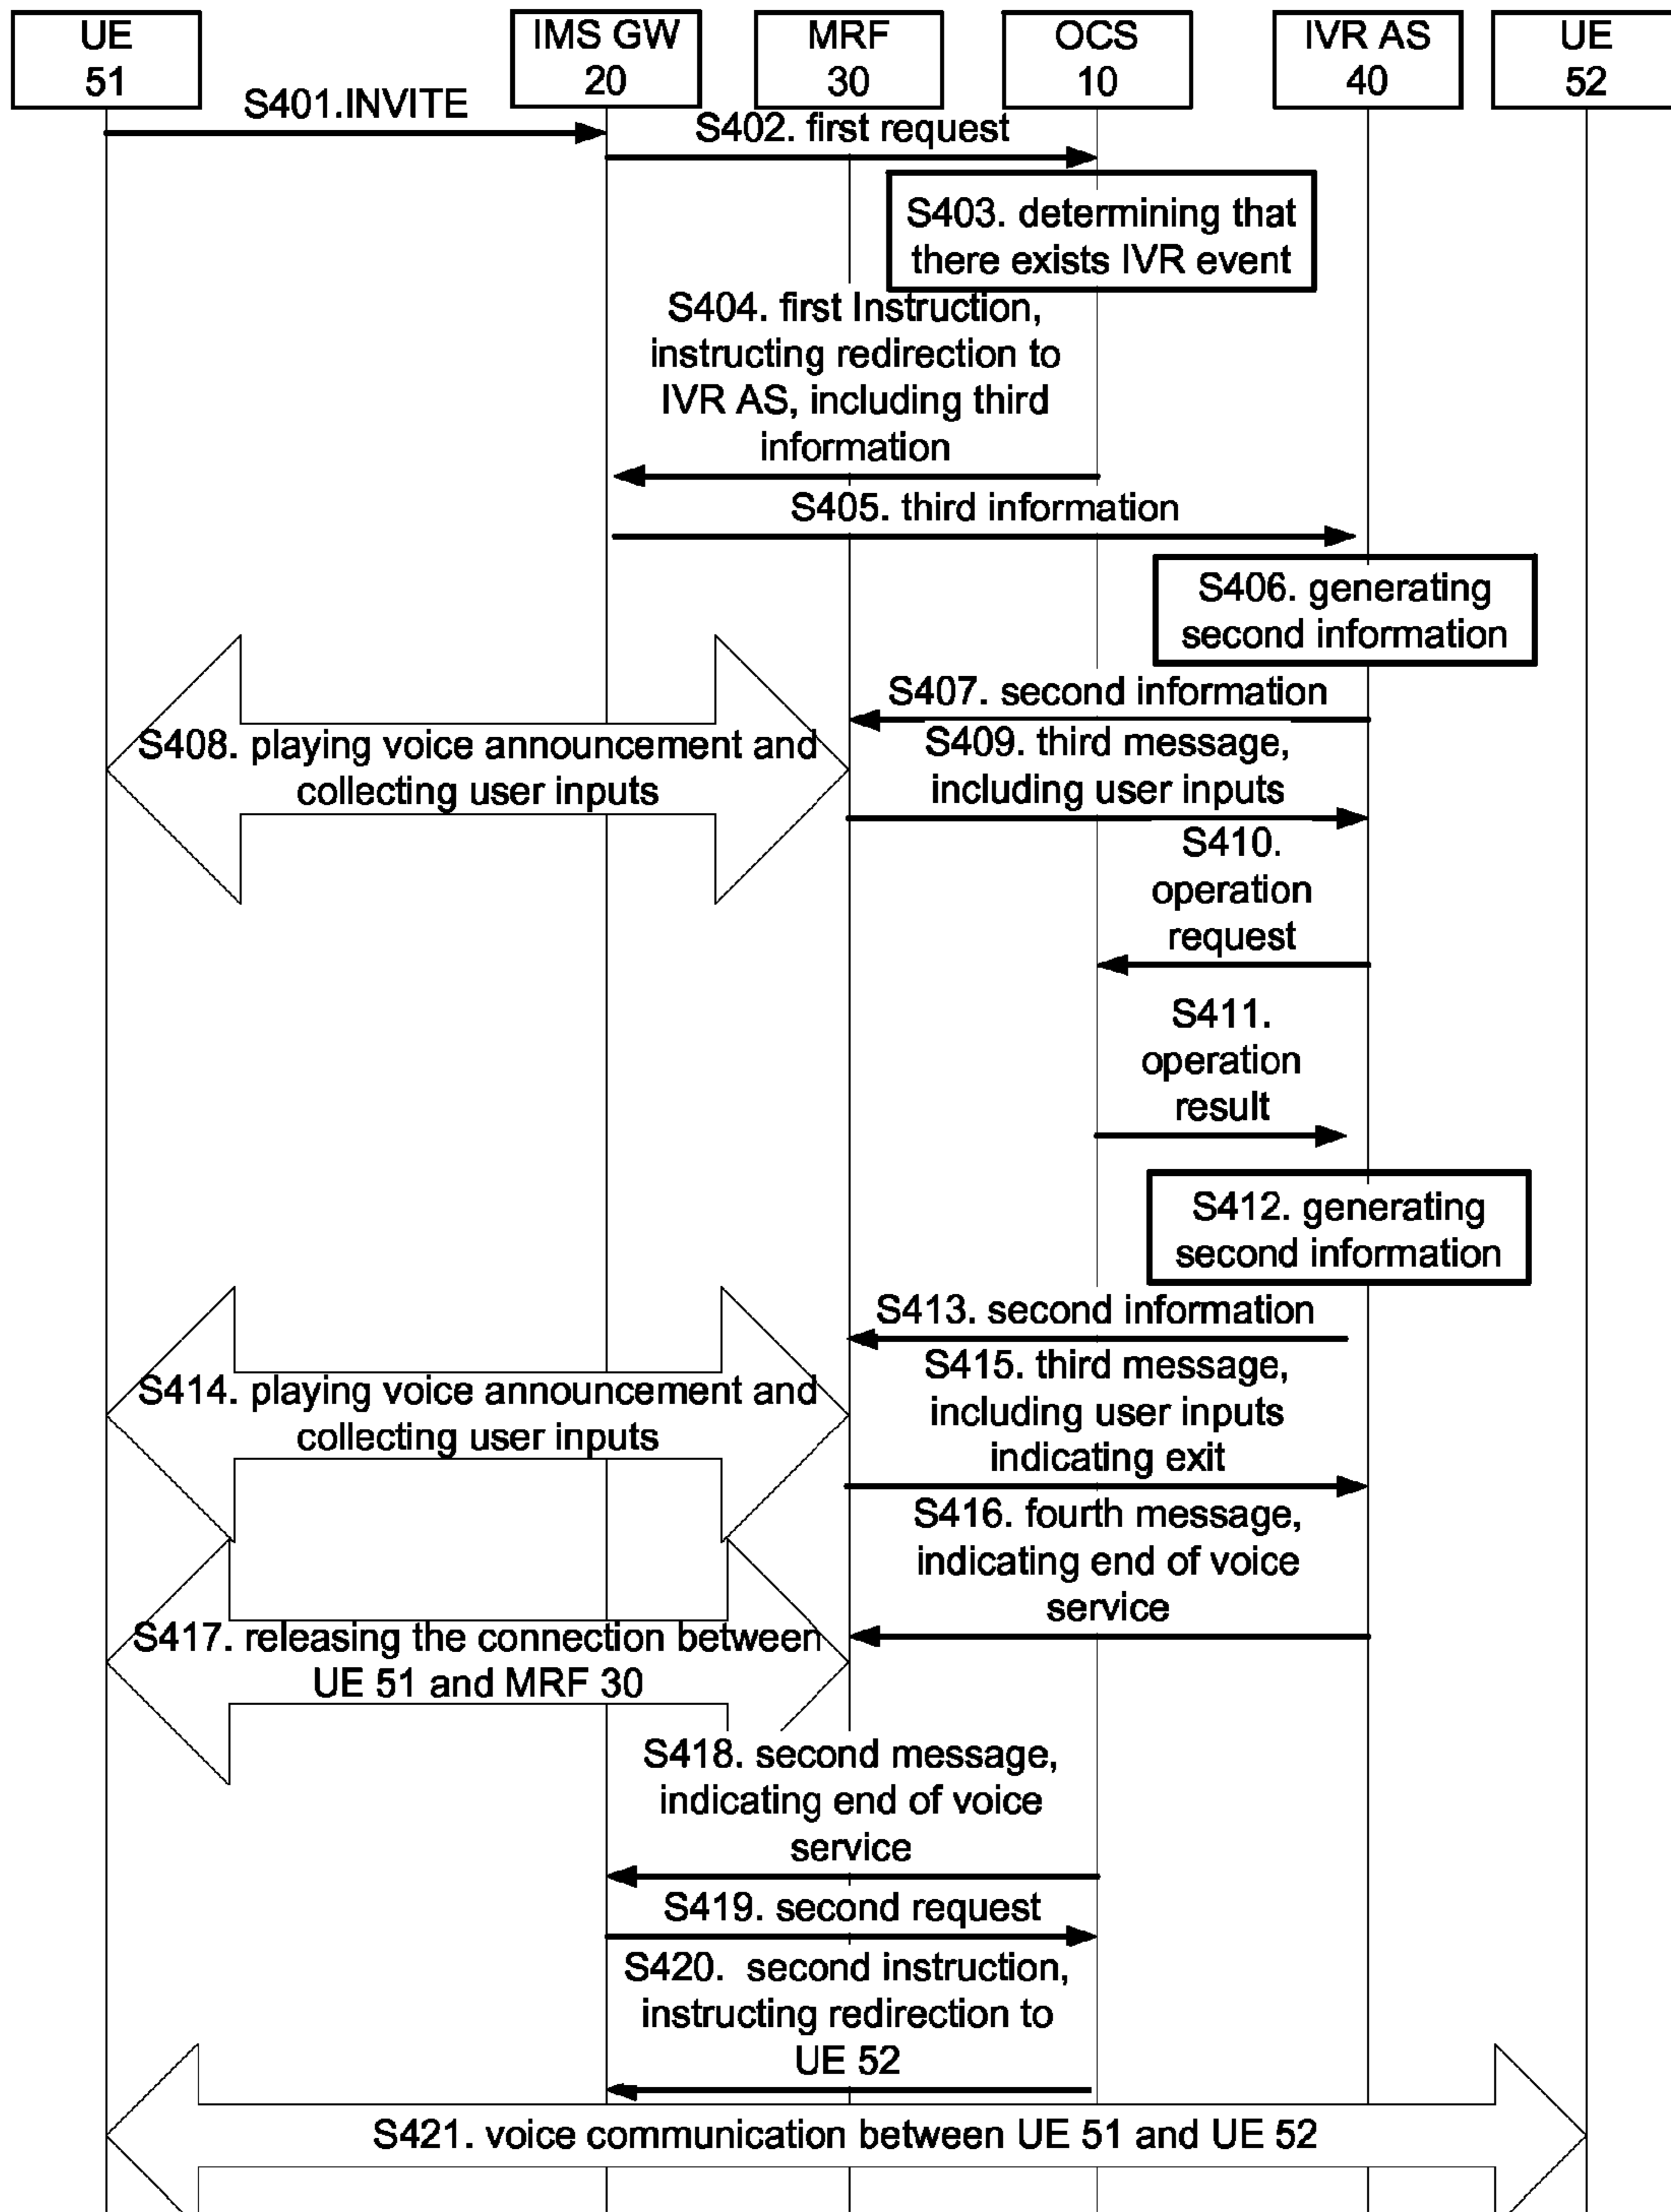 UE
51
IMS GW
20
MRF
30
OCS
10
IVR AS
40
UE
52
S401.INVITE
S402. first request
S403. determining that
there exists IVR event
S404. first Instruction,
instructing redirection to
IVR AS, including third
information
S405. third information
S406. generating
second information
S407. second information
S408. playing voice announcement and
collecting user inputs
S409. third message,
including user inputs
S410.
operation
request
S411.
operation
result
S412. generating
second information
S413. second information
S414. playing voice announcement and
collecting user inputs
S415. third message,
including user inputs
indicating exit
S416. fourth message,
indicating end of voice
service
S417. releasing the connection between
UE 51 and MRF 30
S418. second message,
indicating end of voice
service
S419. second request
S420. second instruction,
instructing redirection to
UE 52
S421. voice communication between UE 51 and UE 52